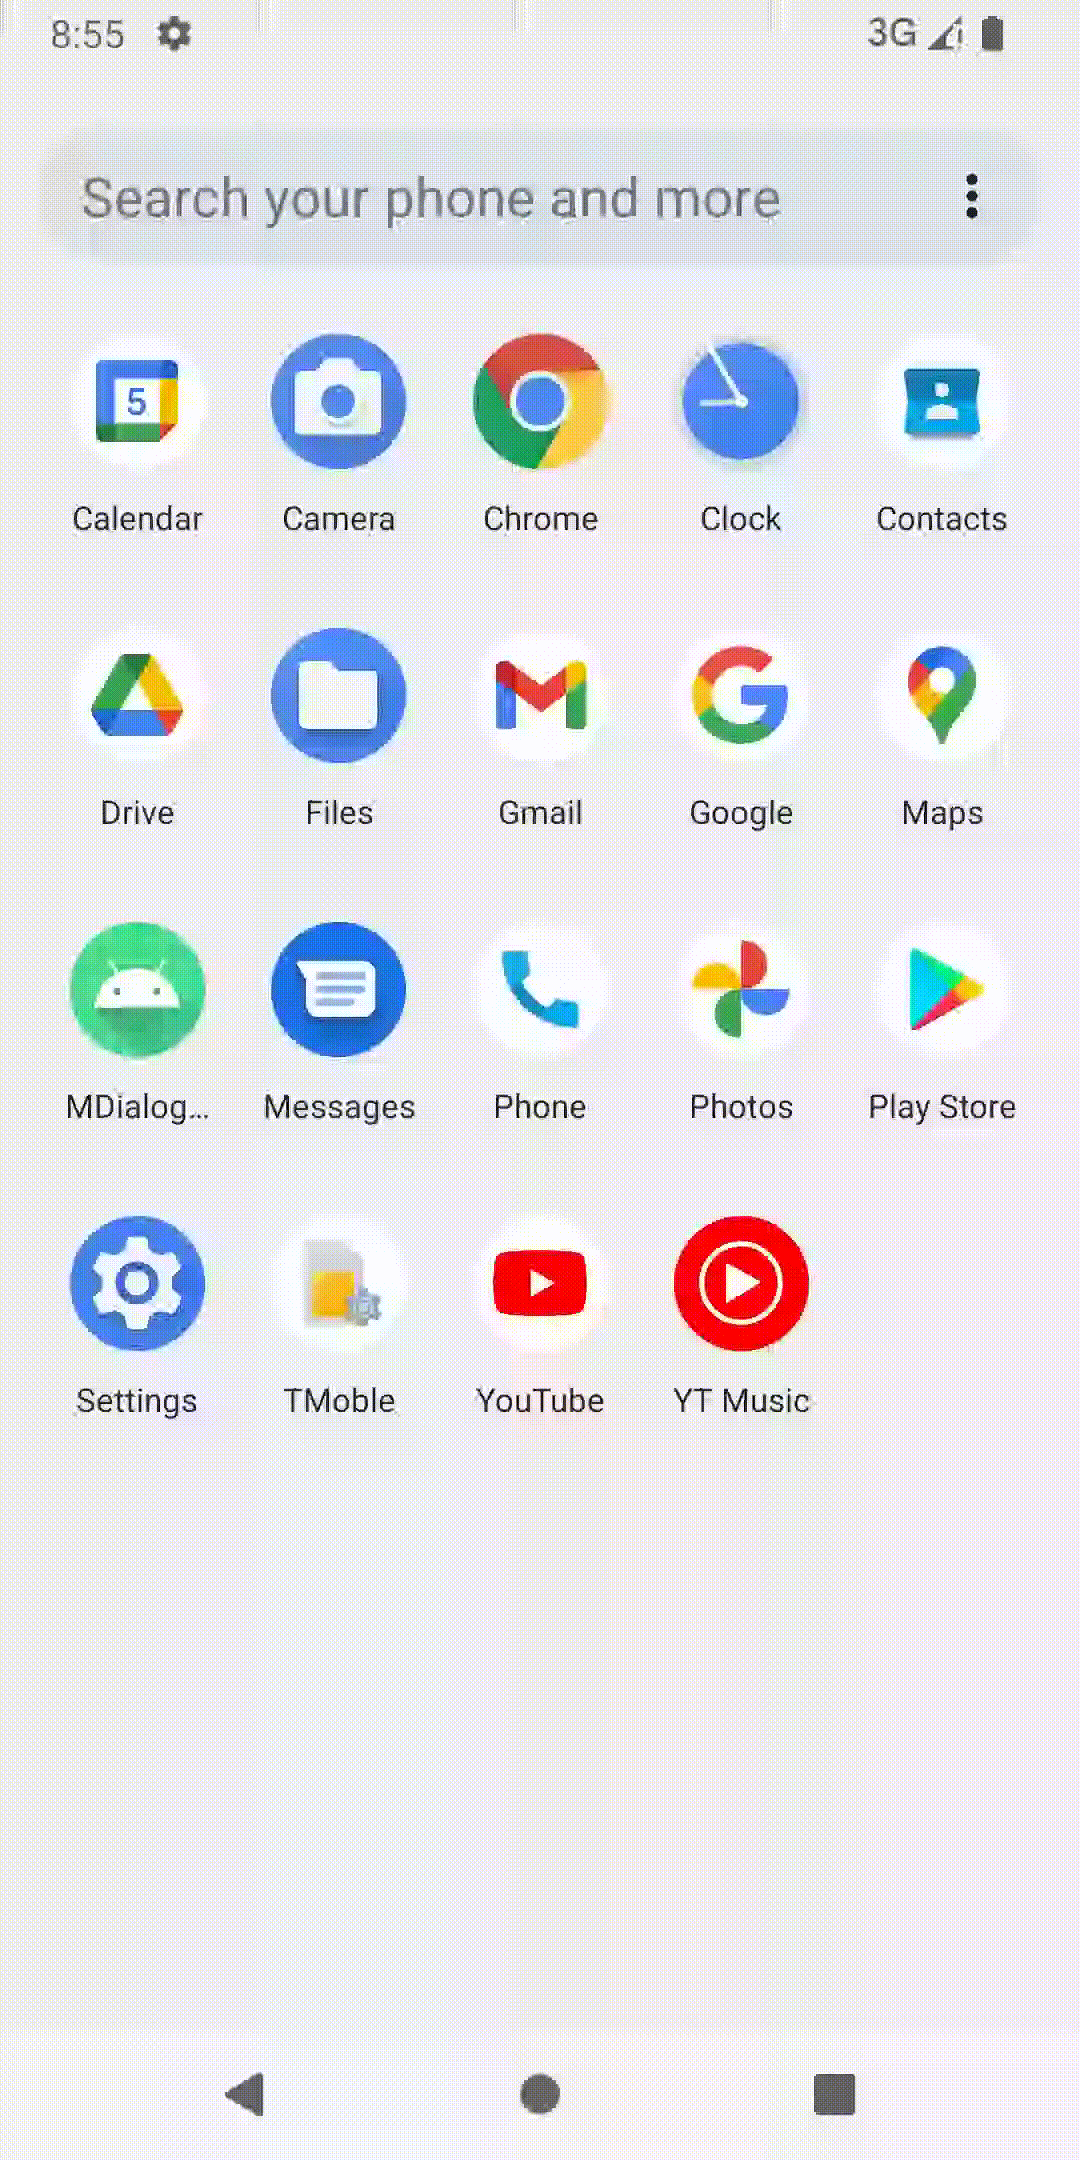 8:55 3G
Search your phone and more
5
Calendar Camera Chrome Clock Contacts
Drive Files Gmail Google Maps
MDialog... Messages Phone Photos Play Store
Settings TMoble YouTube YT Music